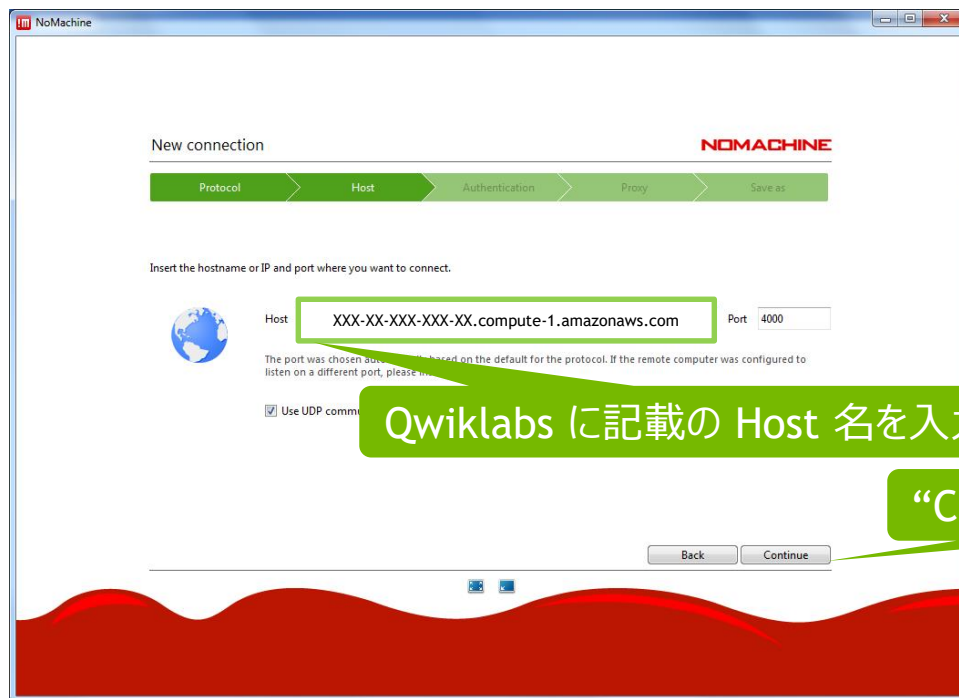 NoMachine
New connection
NOMACHINE
Protocol
Host
Authentication
Proxy
Save as
Insert the hostname or IP and port where you want to connect.
Host
XXX-XX-XXX-XXX-XX.compute-1.amazonaws.com
Port
4000
The port was chosen based on the default for the protocol. If the remote computer was configured to
listen on a different port, please
Use UDP
Qwiklabs に記載の Host 名を入
“C
Back
Continue